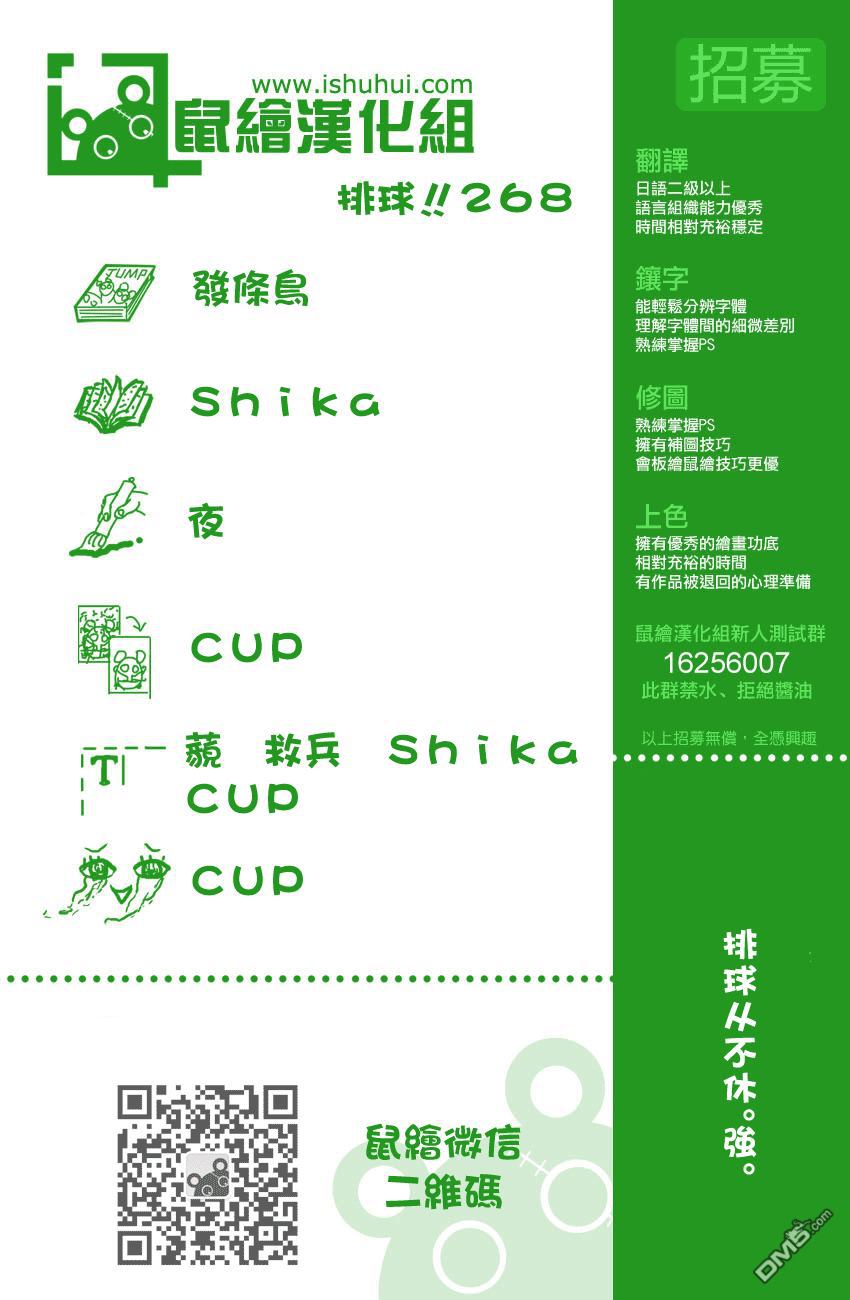 www.ishuhui.com
鼠繪漢化組
排球!!268
JUMP
發條鳥
Shika
夜
CUP
T
蘋 救兵 Shika
CUP
CUP
鼠繪微信
二維碼
招募
翻譯
日語二級以上
語言組織能力優秀
時間相對充裕穩定
鑲字
能輕鬆分辨字體
理解字體間的細微差別
熟練掌握PS
修圖
熟練掌握PS
擁有補圖技巧
會板繪鼠繪技巧更優
上色
擁有優秀的繪畫功底
相對充裕的時間
有作品被退回的心理準備
鼠繪漢化組新人測試群
16256007
此群禁水、拒絕醬油
以上招募無償，全憑興趣
排球从不休。強。
DM5.com